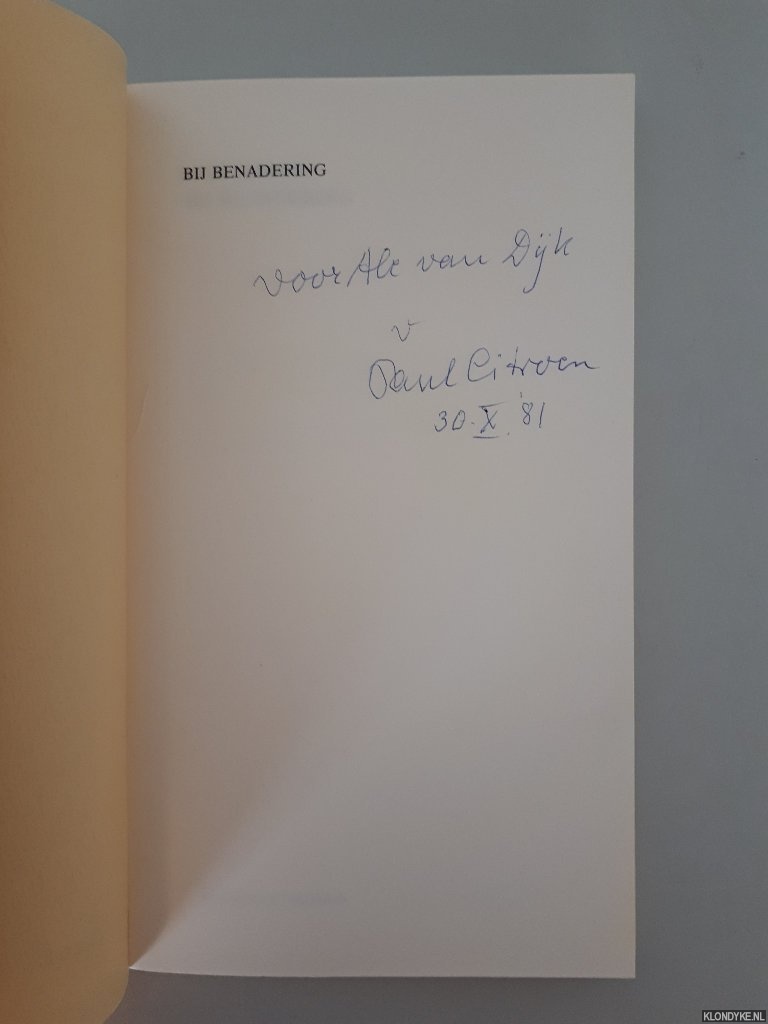 BIJ BENADERING
voor Ale van Dijk
v
Paul Citroen
30.X.'81
KLONDYKE.NL